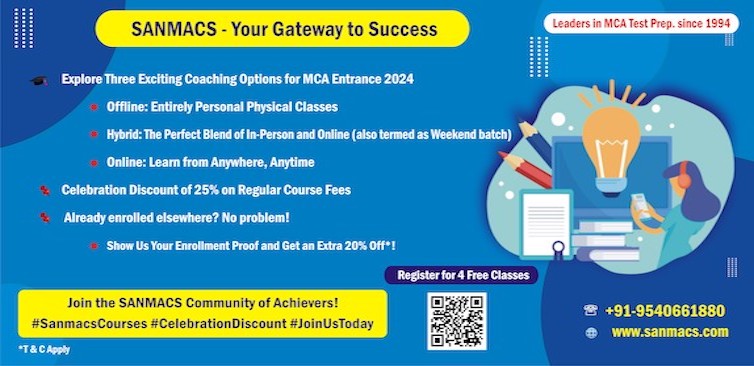 SANMACS - Your Gateway to Success
Leaders in MCA Test Prep. since 1994
Explore Three Exciting Coaching Options for MCA Entrance 2024
Offline: Entirely Personal Physical Classes
Hybrid: The Perfect Blend of In-Person and Online (also termed as Weekend batch)
Online: Learn from Anywhere, Anytime
Celebration Discount of 25% on Regular Course Fees
Already enrolled elsewhere? No problem!
Show Us Your Enrollment Proof and Get an Extra 20% Off*!
Register for 4 Free Classes
Join the SANMACS Community of Achievers!
#SanmacsCourses #CelebrationDiscount #JoinUsToday
+91-9540661880
www.sanmacs.com
*T & C Apply